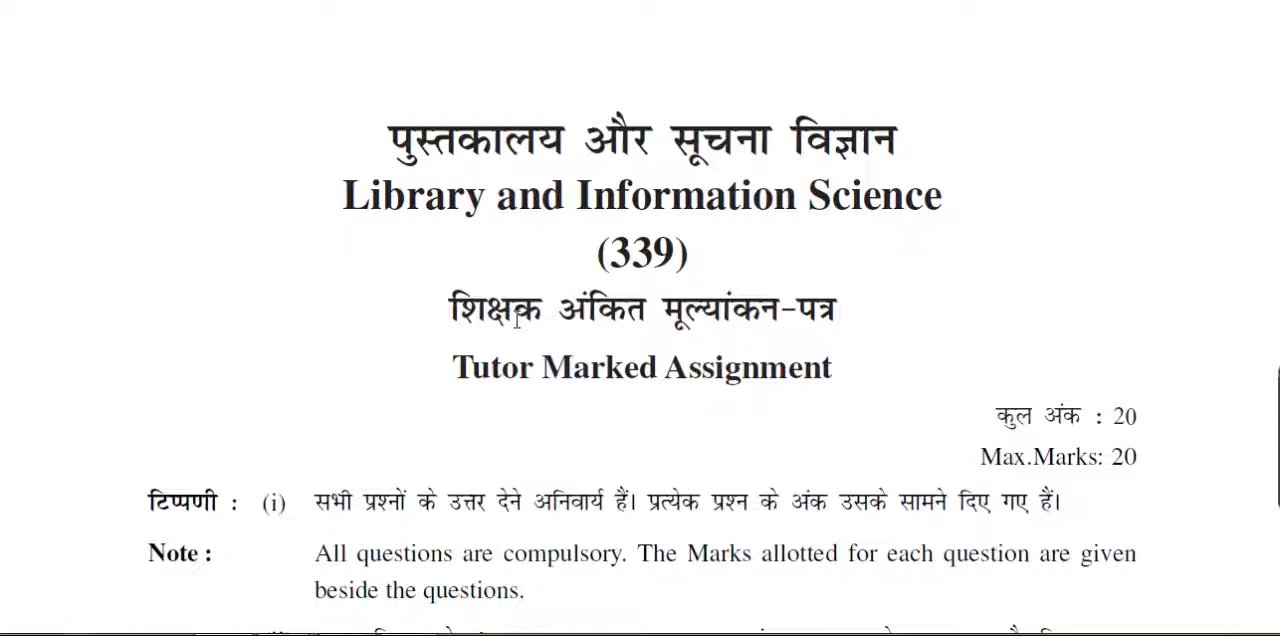 पुस्तकालय और सूचना विज्ञान
Library and Information Science
(339)
शिक्षक अंकित मूल्यांकन-पत्र
Tutor Marked Assignment
कुल अंक : 20
Max.Marks: 20
टिप्पणी : (i) सभी प्रश्नों के उत्तर देने अनिवार्य हैं। प्रत्येक प्रश्न के अंक उसके सामने दिए गए हैं।
Note : All questions are compulsory. The Marks allotted for each question are given
beside the questions.